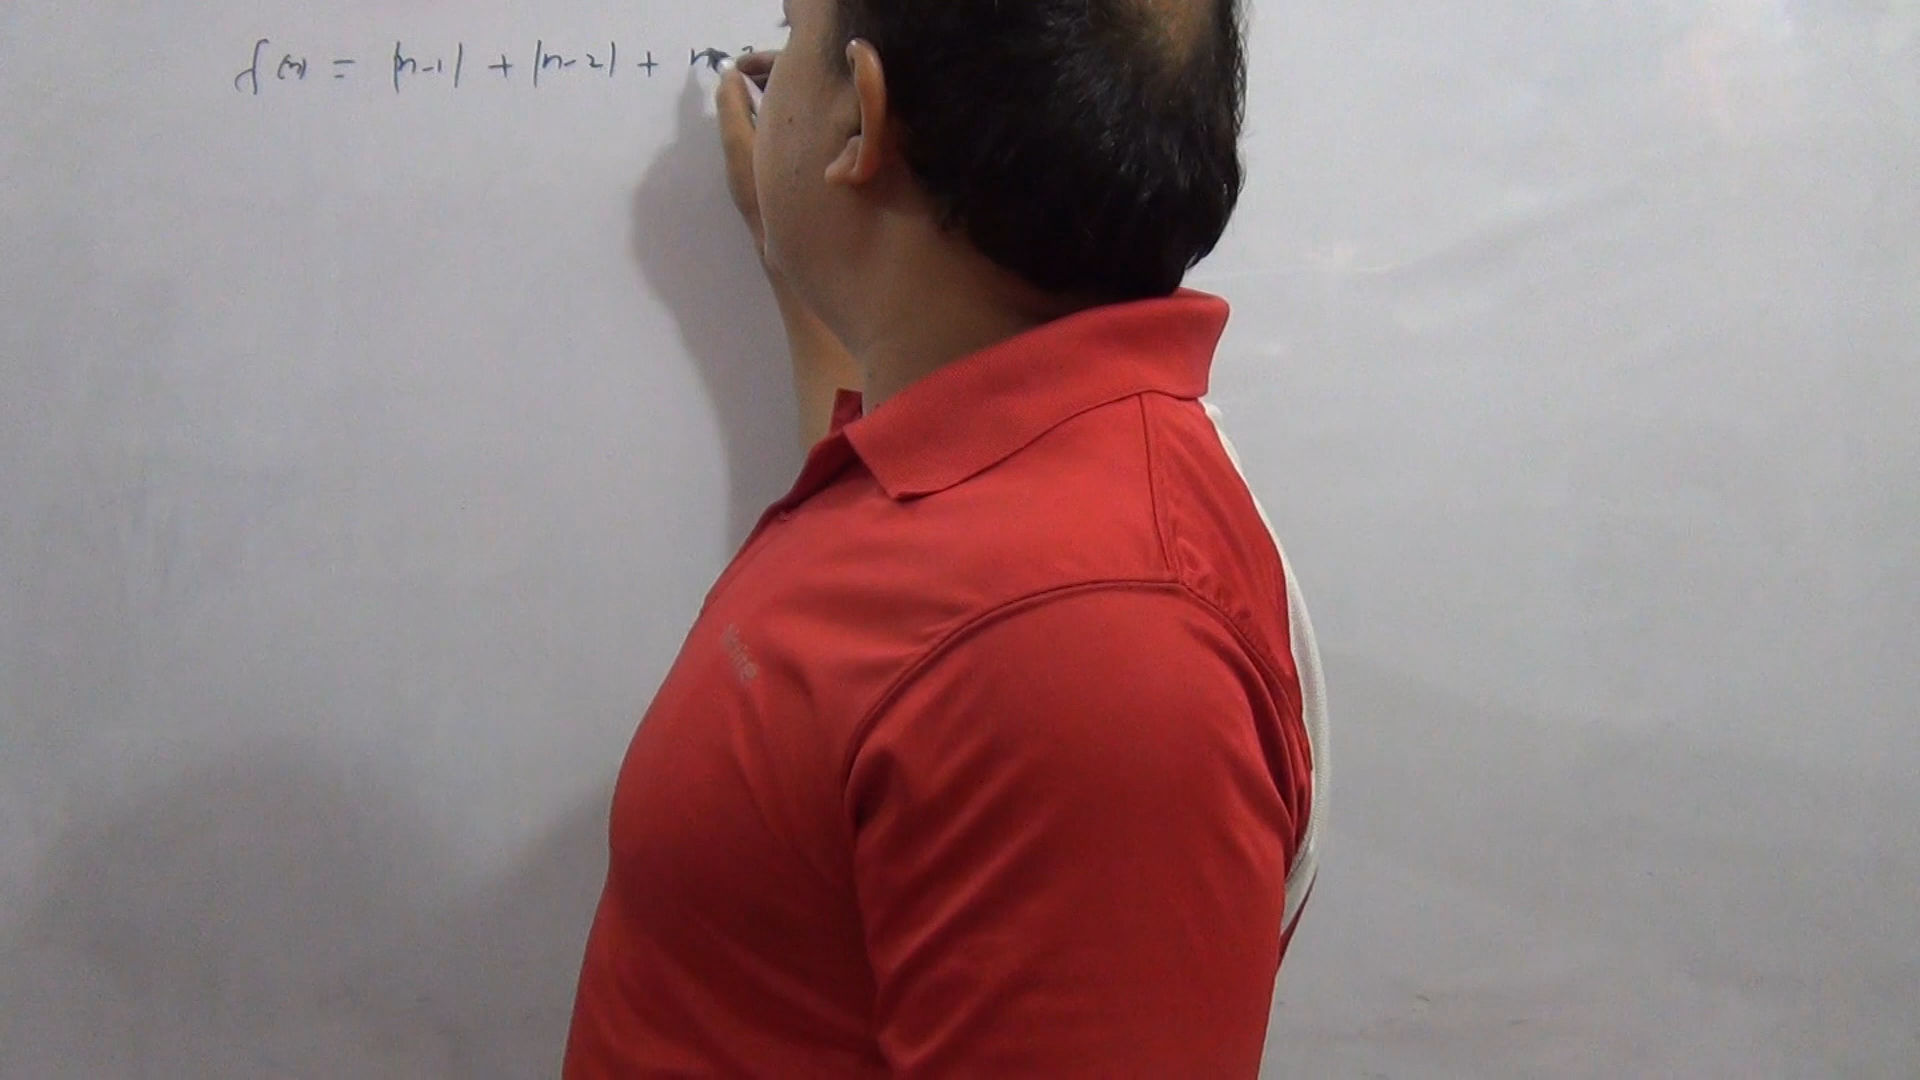 f(n) = |n-1| + |n-2| +